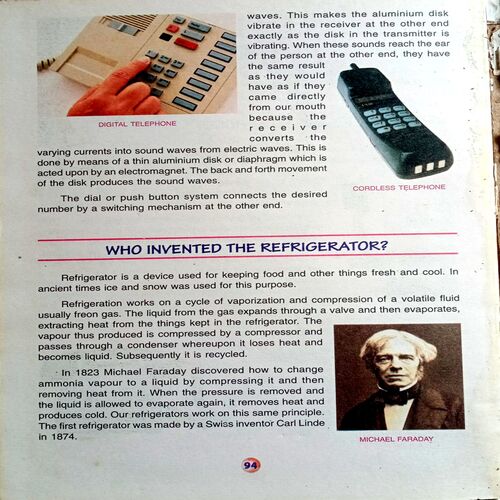 waves. This makes the aluminium disk
vibrate in the receiver at the other end
exactly as the disk in the transmitter is
vibrating. When these sounds reach the ear
of the person at the other end, they have
the same result
as they would
have as if they
came directly
from our mouth
because the
receiver
converts the
DIGITAL TELEPHONE
varying currents into sound waves from electric waves. This is
done by means of a thin aluminium disk or diaphragm which is
acted upon by an electromagnet. The back and forth movement
of the disk produces the sound waves.
CORDLESS TELEPHONE
The dial or push button system connects the desired
number by a switching mechanism at the other end.
WHO INVENTED THE REFRIGERATOR?
Refrigerator is a device used for keeping food and other things fresh and cool. In
ancient times ice and snow was used for this purpose.
Refrigeration works on a cycle of vaporization and compression of a volatile fluid
usually freon gas. The liquid from the gas expands through a valve and then evaporates,
extracting heat from the things kept in the refrigerator. The
vapour thus produced is compressed by a compressor and
passes through a condenser whereupon it loses heat and
becomes liquid. Subsequently it is recycled.
In 1823 Michael Faraday discovered how to change
ammonia vapour to a liquid by compressing it and then
removing heat from it. When the pressure is removed and
the liquid is allowed to evaporate again, it removes heat and
produces cold. Our refrigerators work on this same principle.
The first refrigerator was made by a Swiss inventor Carl Linde
in 1874.
MICHAEL FARADAY
94